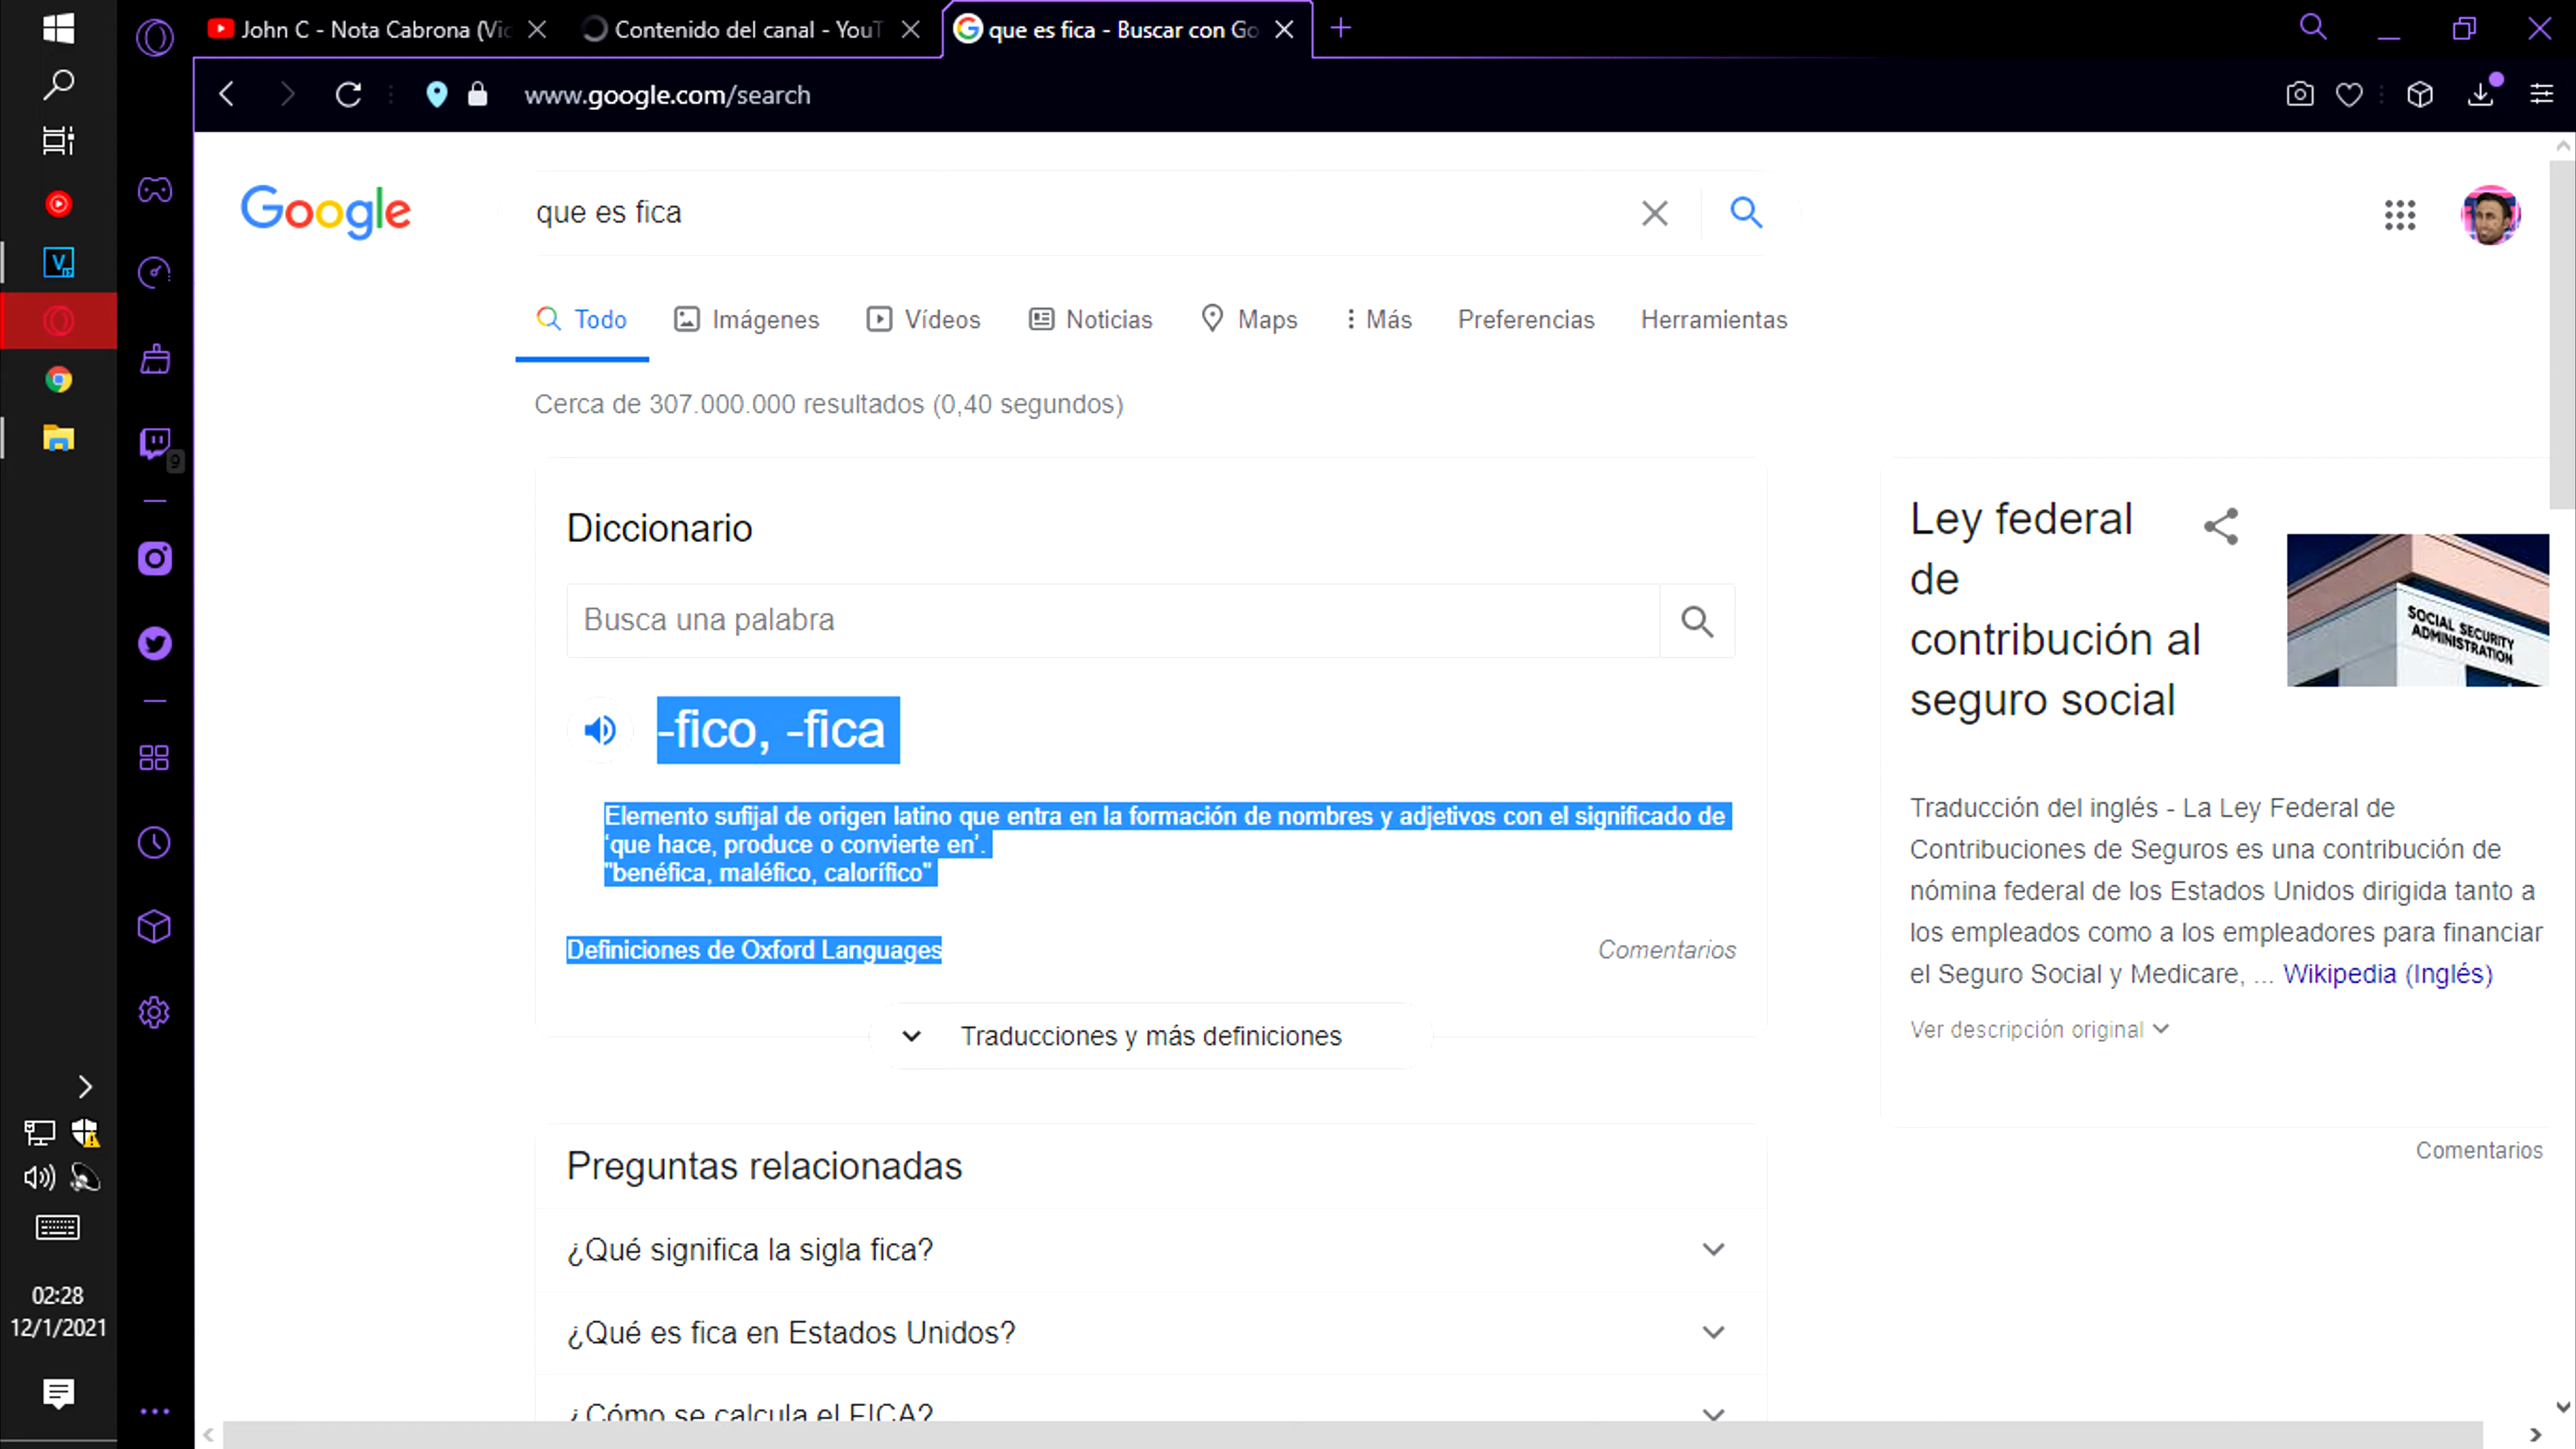 John C - Nota Cabrona (Vic
Contenido del canal - YouT
que es fica - Buscar con Go
www.google.com/search
Google
que es fica
Todo
Imágenes
Vídeos
Noticias
Maps
Más
Preferencias
Herramientas
Cerca de 307.000.000 resultados (0,40 segundos)
Diccionario
Busca una palabra
-fico, -fica
Elemento sufijal de origen latino que entra en la formación de nombres y adjetivos con el significado de
‘que hace, produce o convierte en’.
"benéfica, maléfico, calorífico"
Definiciones de Oxford Languages
Comentarios
Traducciones y más definiciones
Preguntas relacionadas
¿Qué significa la sigla fica?
¿Qué es fica en Estados Unidos?
¿Cómo se calcula el FICA?
Ley federal
de
contribución al
seguro social
SOCIAL SECURITY
ADMINISTRATION
Traducción del inglés - La Ley Federal de
Contribuciones de Seguros es una contribución de
nómina federal de los Estados Unidos dirigida tanto a
los empleados como a los empleadores para financiar
el Seguro Social y Medicare, ... Wikipedia (Inglés)
Ver descripción original
Comentarios
9
02:28
12/1/2021